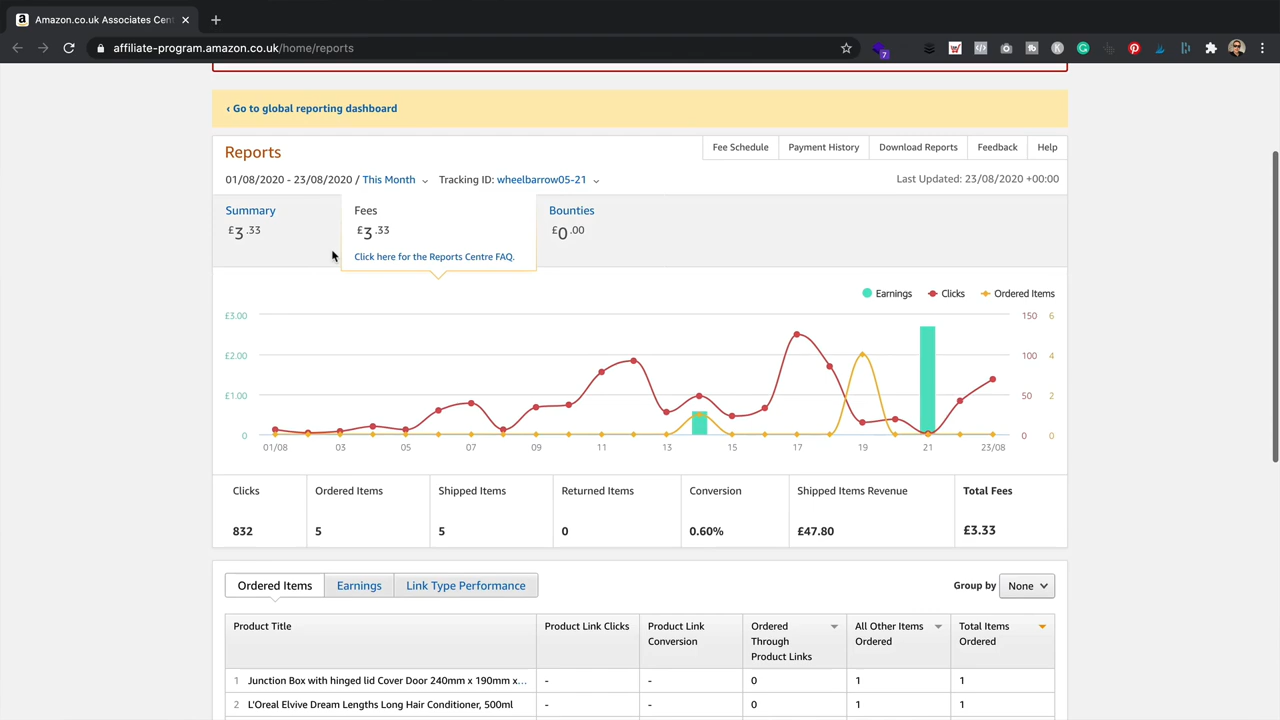 Amazon.co.uk Associates Cent
affiliate-program.amazon.co.uk/home/reports
7
‹ Go to global reporting dashboard
Reports
Fee Schedule
Payment History
Download Reports
Feedback
Help
01/08/2020 - 23/08/2020 / This Month
Tracking ID: wheelbarrow05-21
Last Updated: 23/08/2020 +00:00
Summary
£3.33
Fees
£3.33
Click here for the Reports Centre FAQ.
Bounties
£0.00
Earnings
Clicks
Ordered Items
£3.00 150 6
£2.00 100 4
£1.00 50 2
0 0 0
01/08 03 05 07 09 11 13 15 17 19 21 23/08
Clicks Ordered Items Shipped Items Returned Items Conversion Shipped Items Revenue Total Fees
832 5 5 0 0.60% £47.80 £3.33
Ordered Items
Earnings
Link Type Performance
Group by None
Product Title
Product Link Clicks
Product Link
Conversion
Ordered
Through
Product Links
All Other Items
Ordered
Total Items
Ordered
1 Junction Box with hinged lid Cover Door 240mm x 190mm x... - - 0 1 1
2 L'Oreal Elvive Dream Lengths Long Hair Conditioner, 500ml - - 0 1 1